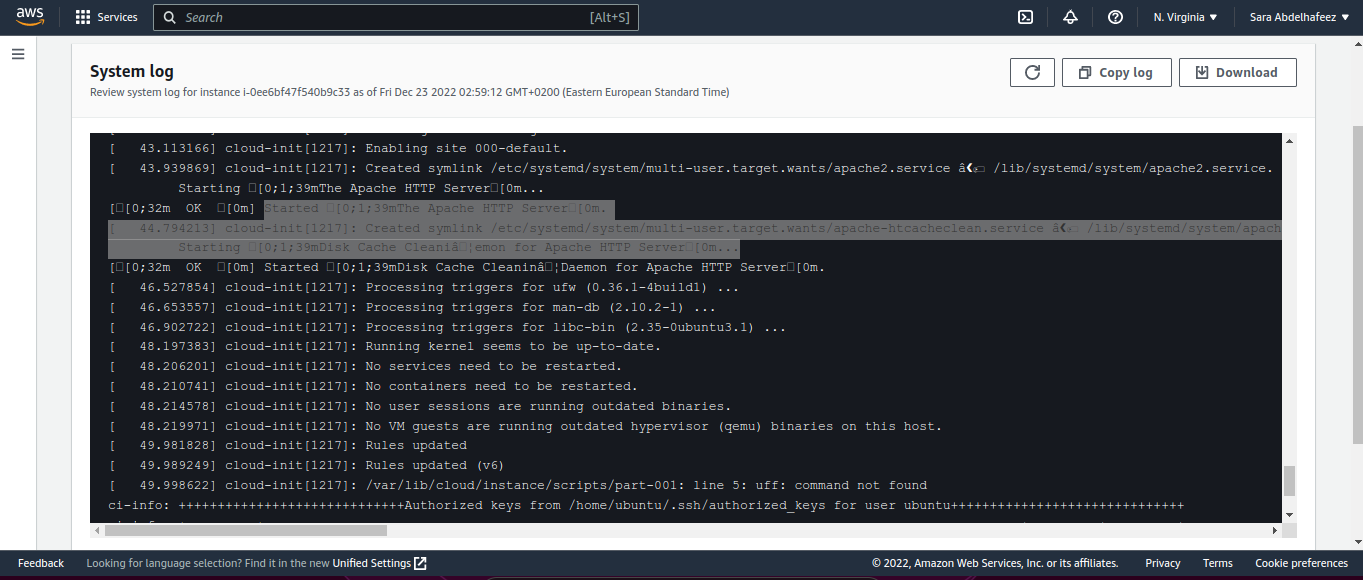 aws
Services
Search
[Alt+S]
N. Virginia
Sara Abdelhafeez
System log
Review system log for instance i-0ee6bf47f540b9c33 as of Fri Dec 23 2022 02:59:12 GMT+0200 (Eastern European Standard Time)
Copy log
Download
[ 43.113166] cloud-init[1217]: Enabling site 000-default.
[ 43.939869] cloud-init[1217]: Created symlink /etc/systemd/system/multi-user.target.wants/apache2.service â /lib/systemd/system/apache2.service.
Starting □[0;1;39mThe Apache HTTP Server□[0m...
[□[0;32m OK □[0m] Started □[0;1;39mThe Apache HTTP Server□[0m.
[ 44.794213] cloud-init[1217]: Created symlink /etc/systemd/system/multi-user.target.wants/apache-htcacheclean.service â /lib/systemd/system/apach
Starting □[0;1;39mDisk Cache Cleaniâ□¦emon for Apache HTTP Server□[0m...
[□[0;32m OK □[0m] Started □[0;1;39mDisk Cache Cleaninâ□¦Daemon for Apache HTTP Server□[0m.
[ 46.527854] cloud-init[1217]: Processing triggers for ufw (0.36.1-4build1) ...
[ 46.653557] cloud-init[1217]: Processing triggers for man-db (2.10.2-1) ...
[ 46.902722] cloud-init[1217]: Processing triggers for libc-bin (2.35-0ubuntu3.1) ...
[ 48.197383] cloud-init[1217]: Running kernel seems to be up-to-date.
[ 48.206201] cloud-init[1217]: No services need to be restarted.
[ 48.210741] cloud-init[1217]: No containers need to be restarted.
[ 48.214578] cloud-init[1217]: No user sessions are running outdated binaries.
[ 48.219971] cloud-init[1217]: No VM guests are running outdated hypervisor (qemu) binaries on this host.
[ 49.981828] cloud-init[1217]: Rules updated
[ 49.989249] cloud-init[1217]: Rules updated (v6)
[ 49.998622] cloud-init[1217]: /var/lib/cloud/instance/scripts/part-001: line 5: uff: command not found
ci-info: +++++++++++++++++++++++++++++Authorized keys from /home/ubuntu/.ssh/authorized_keys for user ubuntu++++++++++++++++++++++++++++++
Feedback
Looking for language selection? Find it in the new Unified Settings
© 2022, Amazon Web Services, Inc. or its affiliates.
Privacy
Terms
Cookie preferences